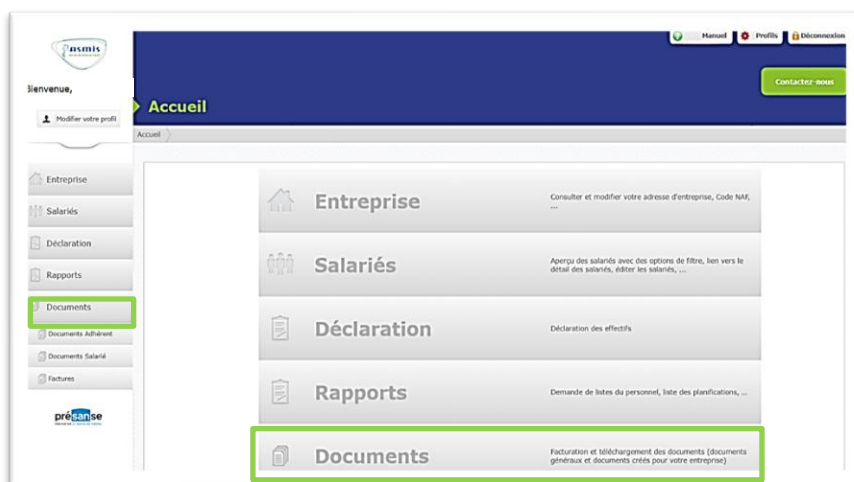 Manuel
Profils
Déconnexion
Bienvenue,
Contactez-nous
Modifier votre profil
Accueil
Accueil
Entreprise
Salariés
Déclaration
Rapports
Documents
Documents Adhérent
Documents Salarié
Factures
présanse
Entreprise
Consulter et modifier votre adresse d'entreprise, Code NAF,
...
Salariés
Aperçu des salariés avec des options de filtre, lien vers le
détail des salariés, éditer les salariés, ...
Déclaration
Déclaration des effectifs
Rapports
Demande de listes du personnel, liste des planifications, ...
Documents
Facturation et téléchargement des documents (documents
généraux et documents créés pour votre entreprise)